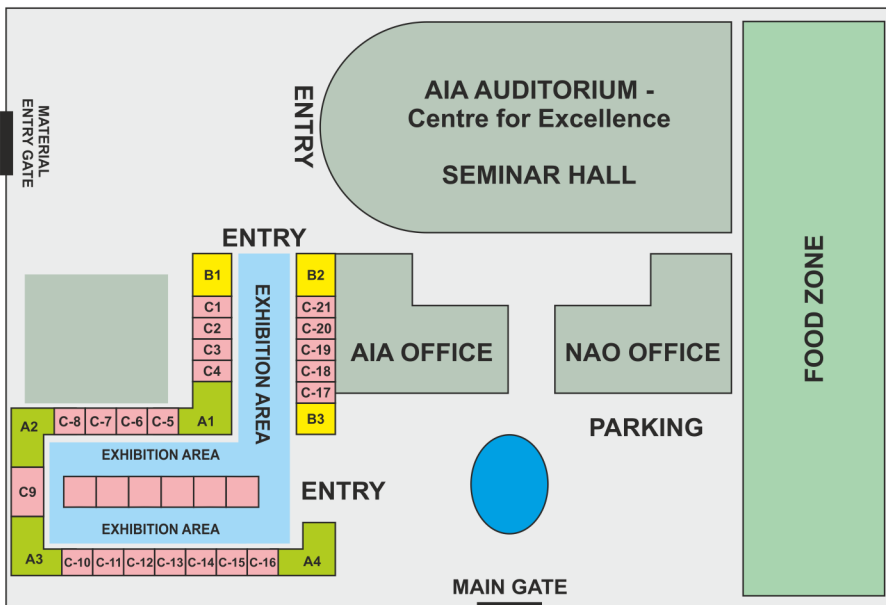 AIA AUDITORIUM -
Centre for Excellence
SEMINAR HALL
ENTRY
MATERIAL
ENTRY GATE
FOOD ZONE
ENTRY
B1
B2
C1
C2
C3
C4
C-21
C-20
C-19
C-18
C-17
EXHIBITION AREA
AIA OFFICE
NAO OFFICE
A2
C-8
C-7
C-6
C-5
A1
B3
PARKING
EXHIBITION AREA
C9
ENTRY
EXHIBITION AREA
A3
C-10
C-11
C-12
C-13
C-14
C-15
C-16
A4
MAIN GATE